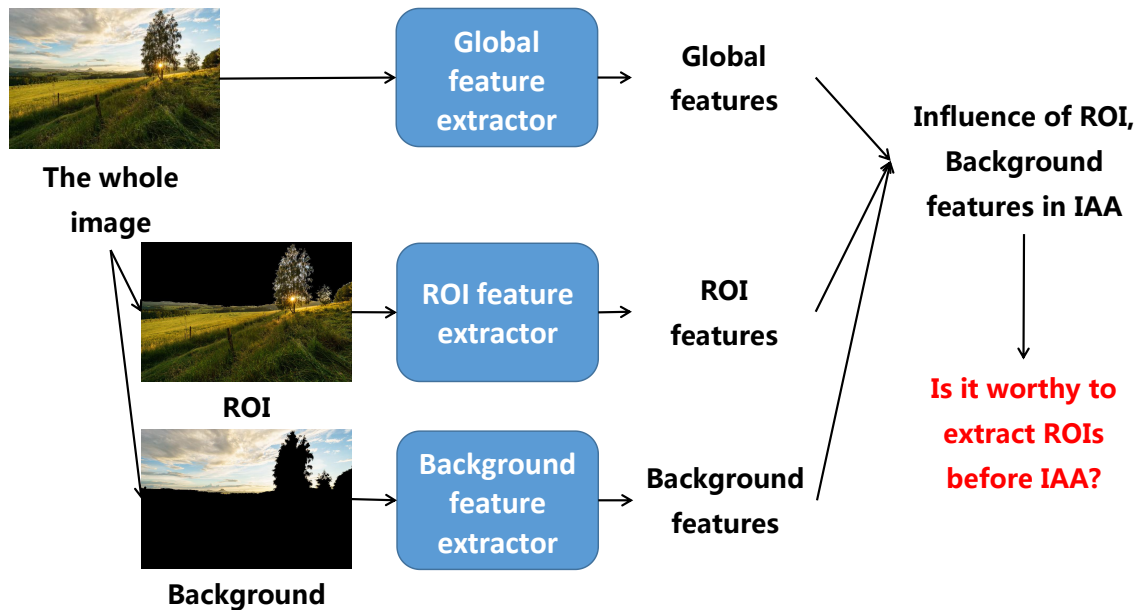 Global
feature
extractor
Global
features
The whole
image
Influence of ROI,
Background
features in IAA
ROI feature
extractor
ROI
features
ROI
Is it worthy to
extract ROIs
before IAA?
Background
feature
extractor
Background
features
Background